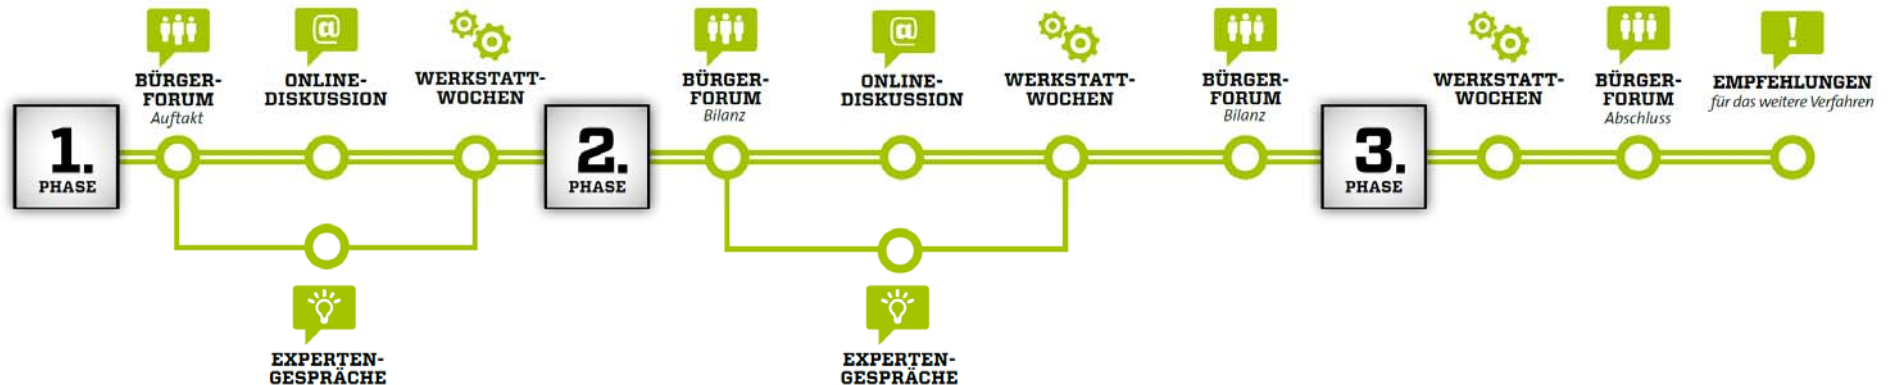 BÜRGER-
FORUM
Auftakt
ONLINE-
DISKUSSION
WERKSTATT-
WOCHEN
BÜRGER-
FORUM
Bilanz
ONLINE-
DISKUSSION
WERKSTATT-
WOCHEN
BÜRGER-
FORUM
Bilanz
WERKSTATT-
WOCHEN
BÜRGER-
FORUM
Abschluss
EMPFEHLUNGEN
für das weitere Verfahren
1.
PHASE
2.
PHASE
3.
PHASE
EXPERTEN-
GESPRÄCHE
EXPERTEN-
GESPRÄCHE